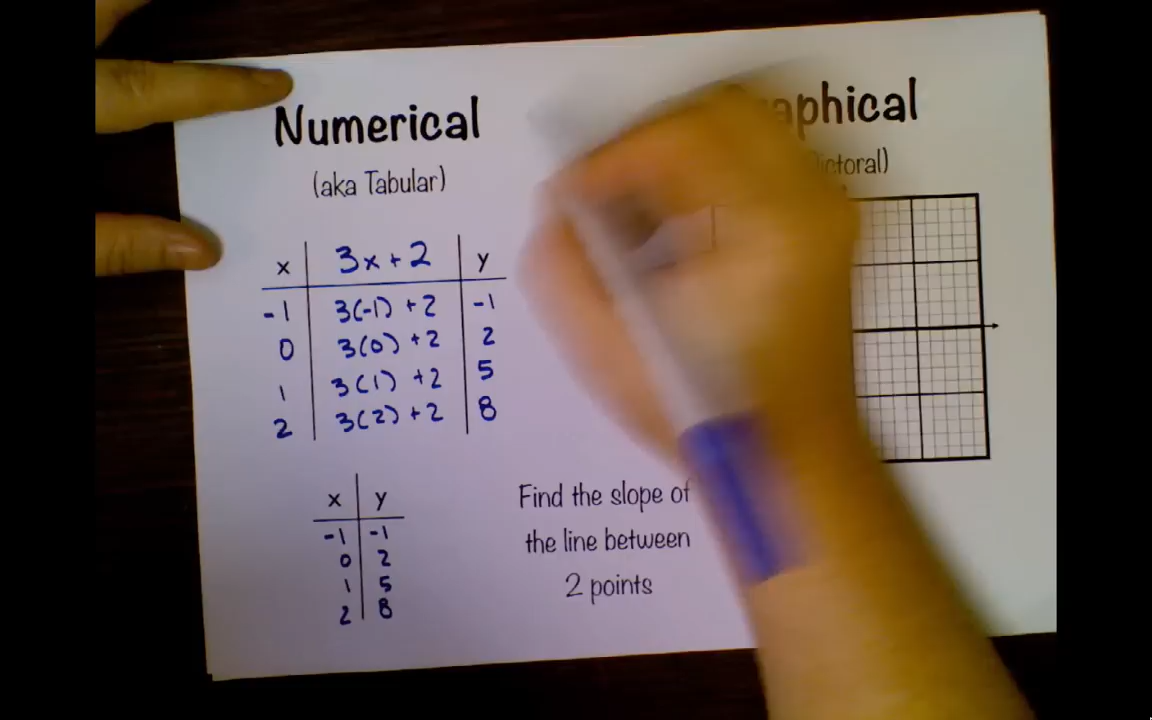 Numerical
(aka Tabular)
x | 3x+2 | y
-1 | 3(-1) +2 | -1
0 | 3(0) +2 | 2
1 | 3(1) +2 | 5
2 | 3(2) +2 | 8
x | y
-1 | -1
0 | 2
1 | 5
2 | 8
Find the slope of
the line between
2 points